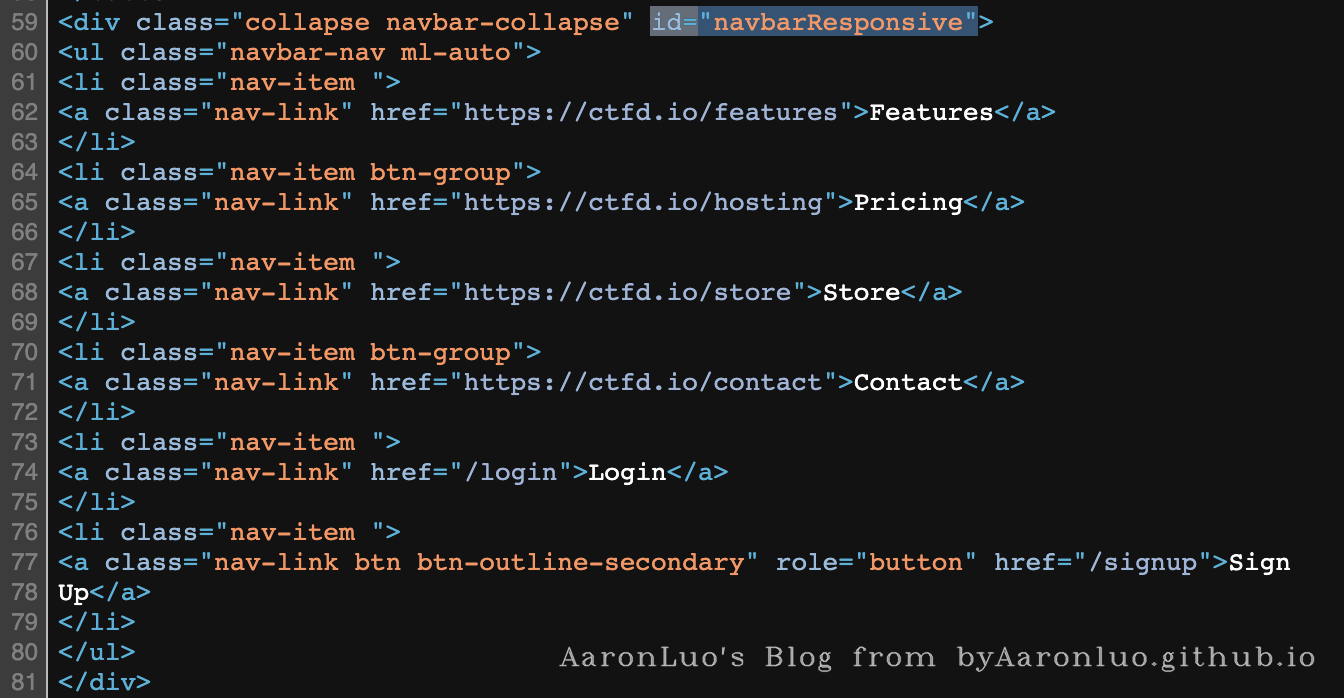 59 <div class="collapse navbar-collapse" id="navbarResponsive">
60 <ul class="navbar-nav ml-auto">
61 <li class="nav-item ">
62 <a class="nav-link" href="https://ctfd.io/features">Features</a>
63 </li>
64 <li class="nav-item btn-group">
65 <a class="nav-link" href="https://ctfd.io/hosting">Pricing</a>
66 </li>
67 <li class="nav-item ">
68 <a class="nav-link" href="https://ctfd.io/store">Store</a>
69 </li>
70 <li class="nav-item btn-group">
71 <a class="nav-link" href="https://ctfd.io/contact">Contact</a>
72 </li>
73 <li class="nav-item ">
74 <a class="nav-link" href="/login">Login</a>
75 </li>
76 <li class="nav-item ">
77 <a class="nav-link btn btn-outline-secondary" role="button" href="/signup">Sign
78 Up</a>
79 </li>
80 </ul>
AaronLuo's Blog from byAaronluo.github.io
81 </div>